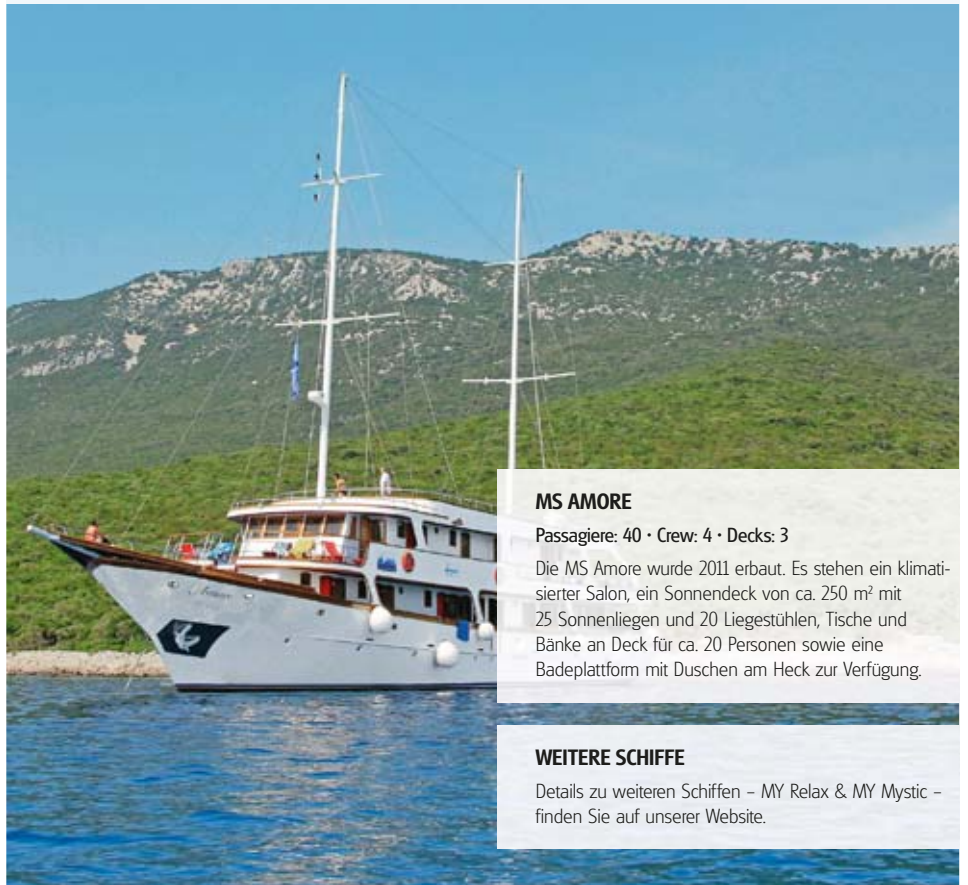 MS AMORE
Passagiere: 40 • Crew: 4 • Decks: 3
Die MS Amore wurde 2011 erbaut. Es stehen ein klimati-
sierter Salon, ein Sonnendeck von ca. 250 m² mit
25 Sonnenliegen und 20 Liegestühlen, Tische und
Bänke an Deck für ca. 20 Personen sowie eine
Badeplattform mit Duschen am Heck zur Verfügung.
WEITERE SCHIFFE
Details zu weiteren Schiffen – MY Relax & MY Mystic –
finden Sie auf unserer Website.